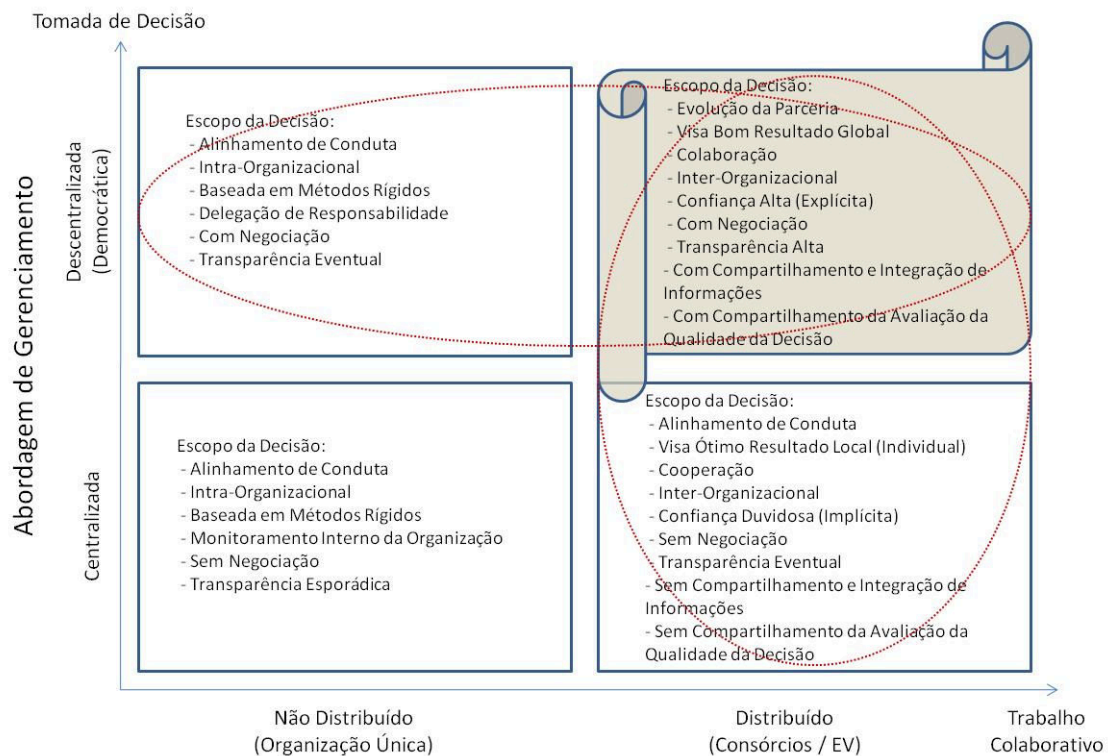 Tomada de Decisão
Abordagem de Gerenciamento
Descentralizada
(Democrática)
Centralizada
Escopo da Decisão:
- Alinhamento de Conduta
- Intra-Organizacional
- Baseada em Métodos Rígidos
- Delegação de Responsabilidade
- Com Negociação
- Transparência Eventual
Escopo da Decisão:
- Evolução da Parceria
- Visa Bom Resultado Global
- Colaboração
- Inter-Organizacional
- Confiança Alta (Explícita)
- Com Negociação
- Transparência Alta
- Com Compartilhamento e Integração de
Informações
- Com Compartilhamento da Avaliação da
Qualidade da Decisão
Escopo da Decisão:
- Alinhamento de Conduta
- Intra-Organizacional
- Baseada em Métodos Rígidos
- Monitoramento Interno da Organização
- Sem Negociação
- Transparência Esporádica
Escopo da Decisão:
- Alinhamento de Conduta
- Visa Ótimo Resultado Local (Individual)
- Cooperação
- Inter-Organizacional
- Confiança Duvidosa (Implícita)
- Sem Negociação
- Transparência Eventual
- Sem Compartilhamento e Integração de
Informações
- Sem Compartilhamento da Avaliação da
Qualidade da Decisão
Não Distribuído
(Organização Única)
Distribuído
(Consórcios / EV)
Trabalho
Colaborativo